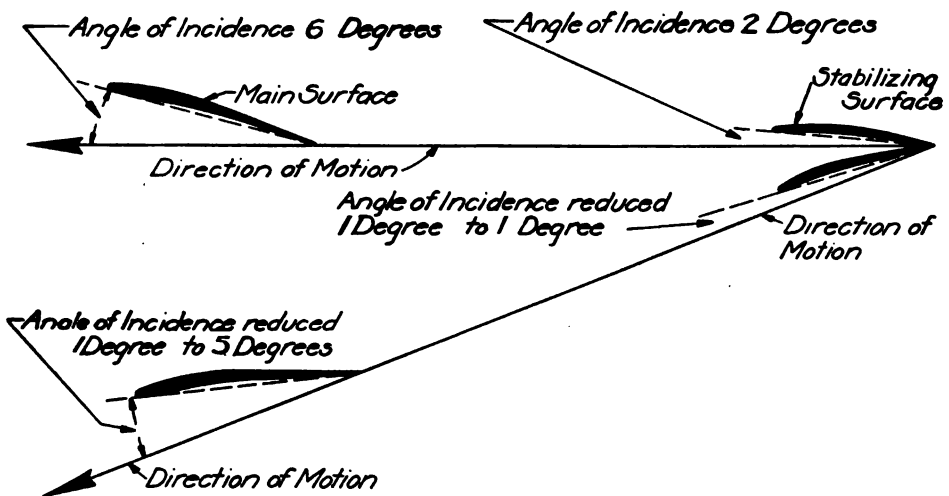 Angle of Incidence 6 Degrees
Angle of Incidence 2 Degrees
Main Surface
Stabilizing
Surface
Direction of Motion
Angle of Incidence reduced
1 Degree to 1 Degree
Direction of
Motion
Angle of Incidence reduced
1 Degree to 5 Degrees
Direction of Motion